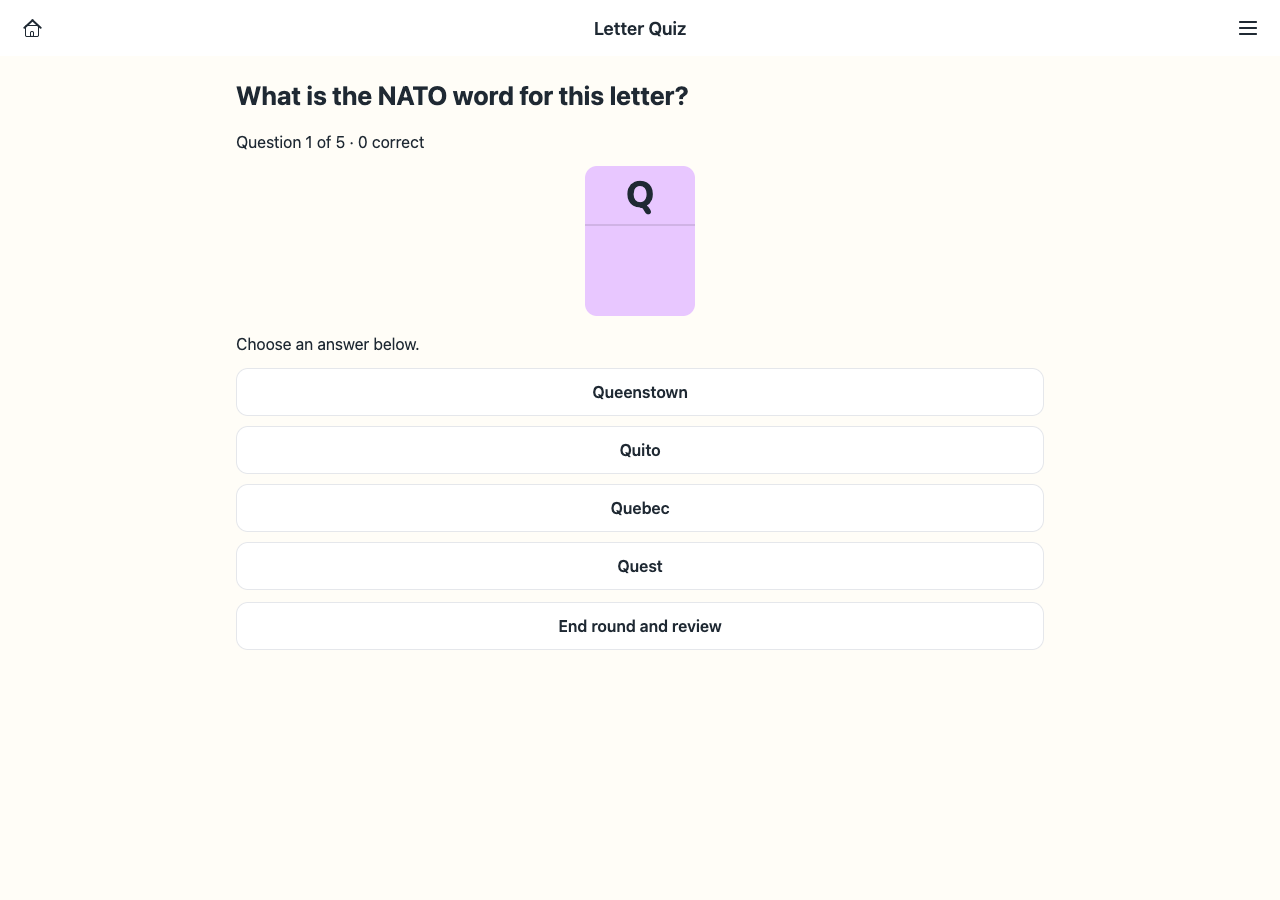 Letter Quiz
What is the NATO word for this letter?
Question 1 of 5 · 0 correct
Q
Choose an answer below.
Queenstown
Quito
Quebec
Quest
End round and review